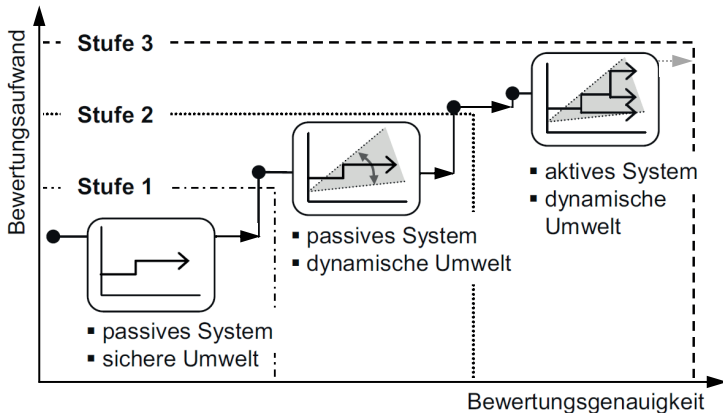 Bewertungsaufwand
Stufe 3
Stufe 2
Stufe 1
▪ aktives System
▪ dynamische
Umwelt
▪ passives System
▪ dynamische Umwelt
▪ passives System
▪ sichere Umwelt
Bewertungsgenauigkeit